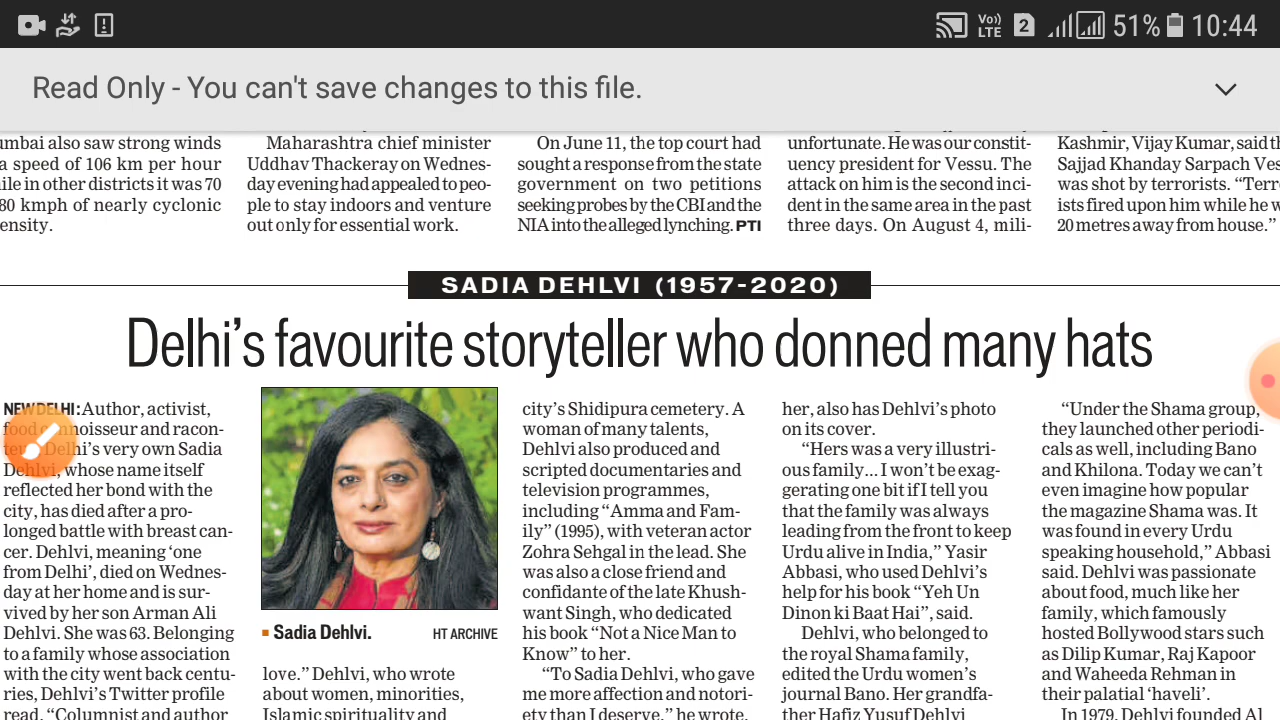 Vo)) LTE 2 51% 10:44
Read Only - You can't save changes to this file.
umbai also saw strong winds
a speed of 106 km per hour
ile in other districts it was 70
80 kmph of nearly cyclonic
ensity.
Maharashtra chief minister
Uddhav Thackeray on Wednes-
day evening had appealed to peo-
ple to stay indoors and venture
out only for essential work.
On June 11, the top court had
sought a response from the state
government on two petitions
seeking probes by the CBI and the
NIA into the alleged lynching. PTI
unfortunate. He was our constit-
uency president for Vessu. The
attack on him is the second inci-
dent in the same area in the past
three days. On August 4, mili-
Kashmir, Vijay Kumar, said th
Sajjad Khanday Sarpach Ves
was shot by terrorists. “Terr
ists fired upon him while he w
20 metres away from house.”
SADIA DEHLVI (1957-2020)
Delhi’s favourite storyteller who donned many hats
NEW DELHI: Author, activist,
food connoisseur and racon-
teur Delhi’s very own Sadia
Dehlvi, whose name itself
reflected her bond with the
city, has died after a pro-
longed battle with breast can-
cer. Dehlvi, meaning ‘one
from Delhi’, died on Wednes-
day at her home and is sur-
vived by her son Arman Ali
Dehlvi. She was 63. Belonging
to a family whose association
with the city went back centu-
ries, Dehlvi’s Twitter profile
read, “Columnist and author
Sadia Dehlvi. HT ARCHIVE
love.” Dehlvi, who wrote
about women, minorities,
Islamic spirituality and
city’s Shidipura cemetery. A
woman of many talents,
Dehlvi also produced and
scripted documentaries and
television programmes,
including “Amma and Fam-
ily” (1995), with veteran actor
Zohra Sehgal in the lead. She
was also a close friend and
confidante of the late Khush-
want Singh, who dedicated
his book “Not a Nice Man to
Know” to her.
“To Sadia Dehlvi, who gave
me more affection and notori-
ety than I deserve,” he wrote.
her, also has Dehlvi’s photo
on its cover.
“Hers was a very illustri-
ous family... I won’t be exag-
gerating one bit if I tell you
that the family was always
leading from the front to keep
Urdu alive in India,” Yasir
Abbasi, who used Dehlvi’s
help for his book “Yeh Un
Dinon ki Baat Hai”, said.
Dehlvi, who belonged to
the royal Shama family,
edited the Urdu women’s
journal Bano. Her grandfa-
ther Hafiz Yusuf Dehlvi
“Under the Shama group,
they launched other periodi-
cals as well, including Bano
and Khilona. Today we can’t
even imagine how popular
the magazine Shama was. It
was found in every Urdu
speaking household,” Abbasi
said. Dehlvi was passionate
about food, much like her
family, which famously
hosted Bollywood stars such
as Dilip Kumar, Raj Kapoor
and Waheeda Rehman in
their palatial ‘haveli’.
In 1979, Dehlvi founded Al